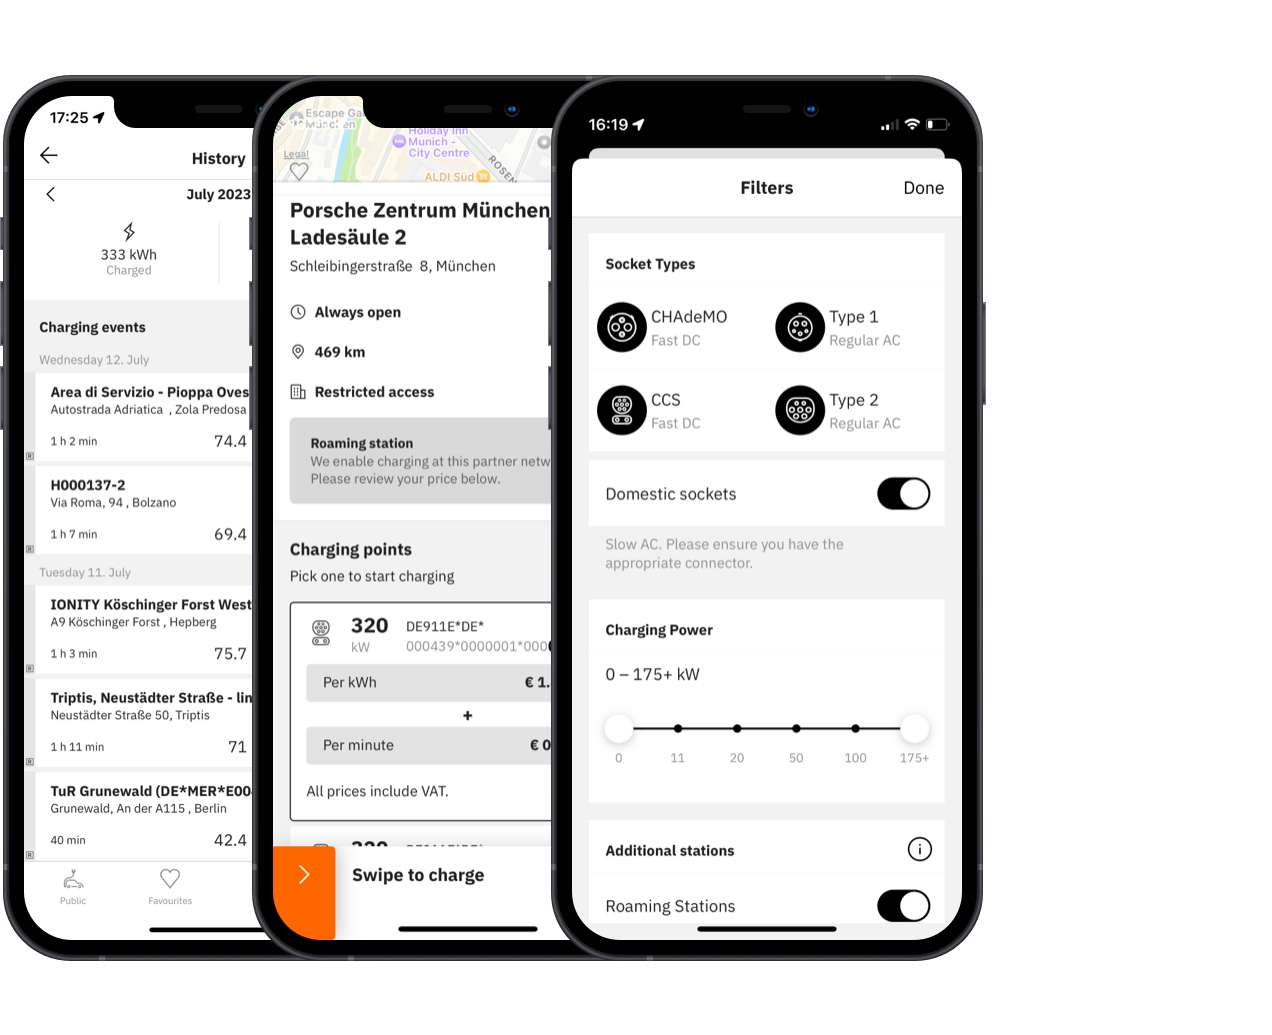 17:25
History
July 2023
333 kWh
Charged
Charging events
Wednesday 12. July
Area di Servizio - Pioppa Oves
Autostrada Adriatica , Zola Predosa
1 h 2 min 74.4
H000137-2
Via Roma, 94 , Bolzano
1 h 7 min 69.4
Tuesday 11. July
IONITY Köschinger Forst West
A9 Köschinger Forst , Hepberg
1 h 3 min 75.7
Triptis, Neustädter Straße - lin
Neustädter Straße 50, Triptis
1 h 11 min 71
TuR Grunewald (DE*MER*E00
Grunewald, An der A115 , Berlin
40 min 42.4
Public Favourites
Escape Ga
München
Holiday Inn
Munich -
City Centre
Legal
ROSEN
ALDI Süd
Porsche Zentrum München
Ladesäule 2
Schleibingerstraße 8, München
Always open
469 km
Restricted access
Roaming station
We enable charging at this partner netw
Please review your price below.
Charging points
Pick one to start charging
320 DE911E*DE*
kW 000439*0000001*000
Per kWh € 1.
+
Per minute € 0
All prices include VAT.
320
Swipe to charge
16:19
Filters Done
Socket Types
CHAdeMO
Fast DC
Type 1
Regular AC
CCS
Fast DC
Type 2
Regular AC
Domestic sockets
Slow AC. Please ensure you have the
appropriate connector.
Charging Power
0 – 175+ kW
0 11 20 50 100 175+
Additional stations
Roaming Stations